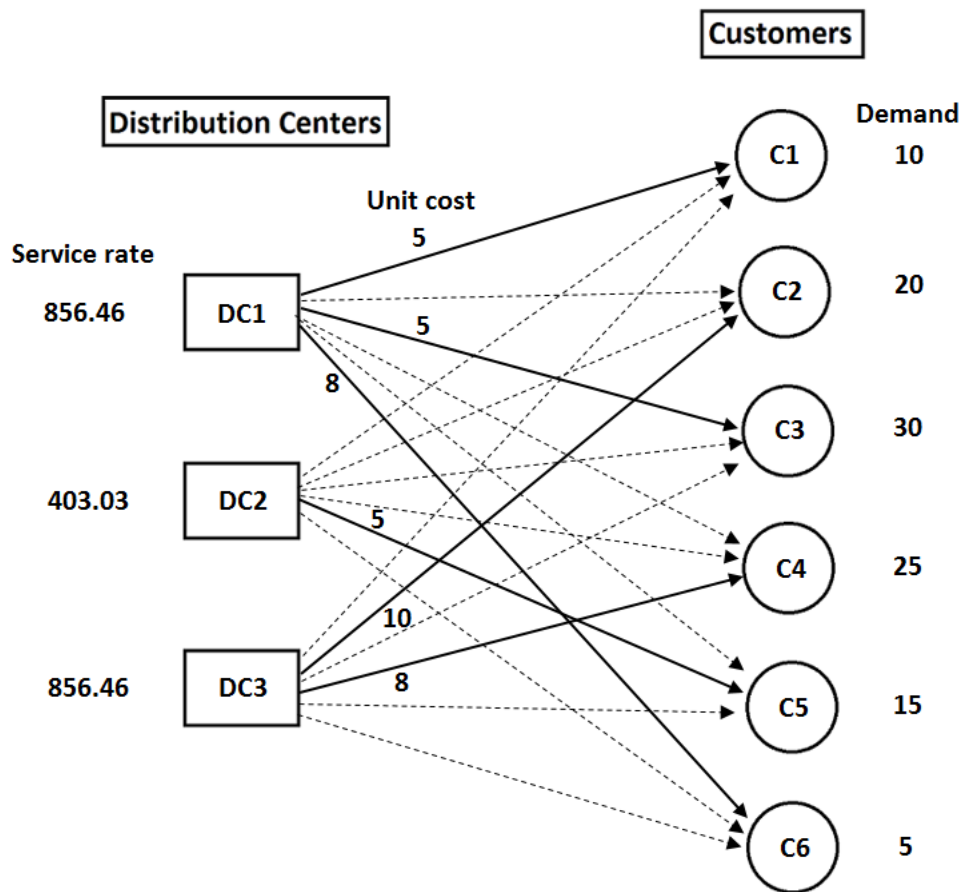 Customers
Distribution Centers
Demand
C1
10
Unit cost
5
Service rate
856.46
DC1
C2
20
5
8
C3
30
403.03
DC2
5
C4
25
10
856.46
DC3
8
C5
15
C6
5